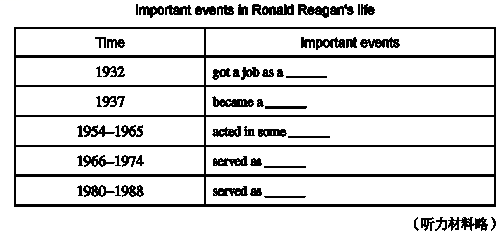 Important events in Ronald Reagan's life
Time Important events
1932 got a job as a ______
1937 became a ______
1954–1965 acted in some ______
1966–1974 served as ______
1980–1988 served as ______
（听力材料略）